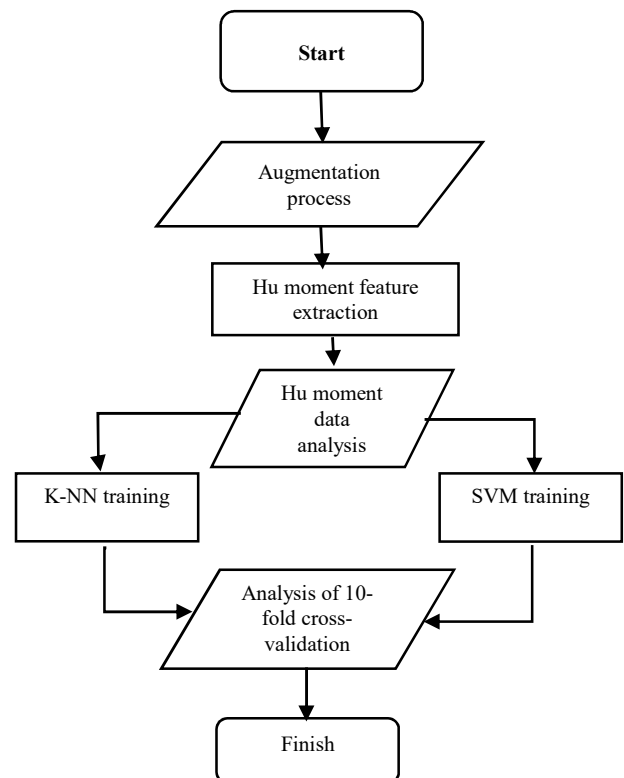 Start
Augmentation
process
Hu moment feature
extraction
Hu moment
data
analysis
K-NN training
SVM training
Analysis of 10-
fold cross-
validation
Finish